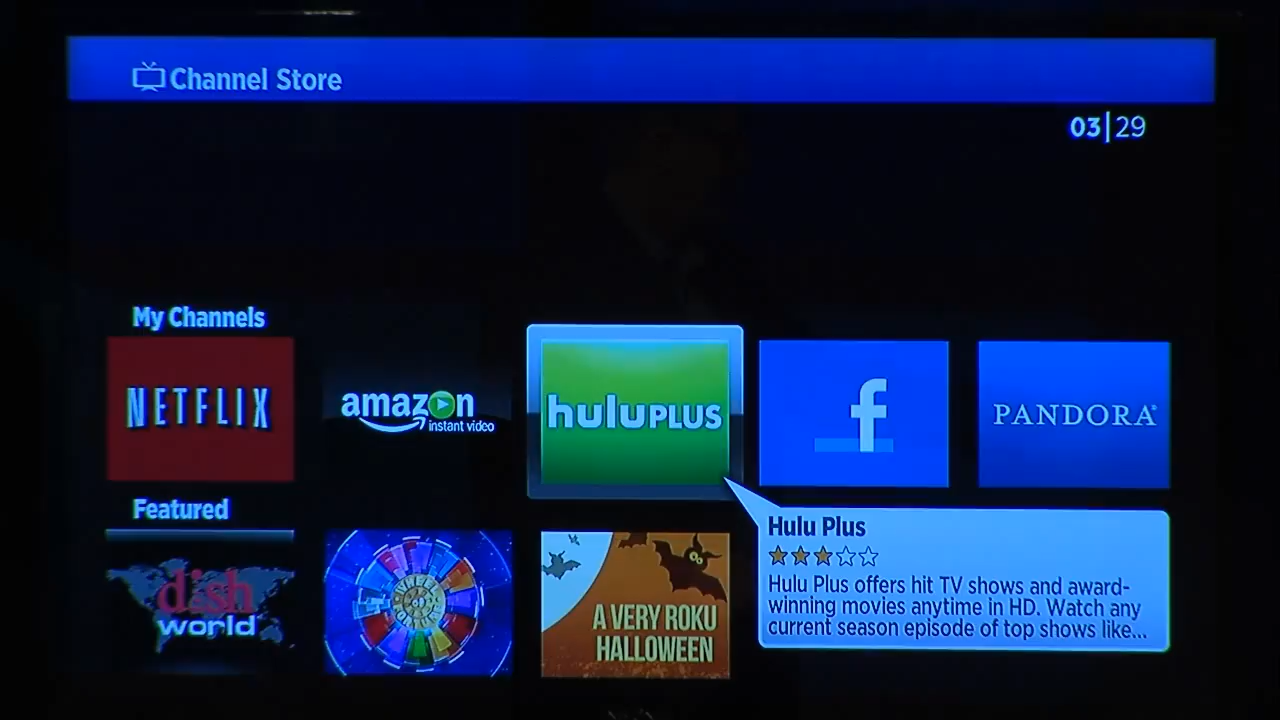 Channel Store
03|29
My Channels
NETFLIX
amazon
instant video
huluPLUS
f
PANDORA
Featured
dish
world
A VERY ROKU
HALLOWEEN
Hulu Plus
Hulu Plus offers hit TV shows and award-
winning movies anytime in HD. Watch any
current season episode of top shows like...